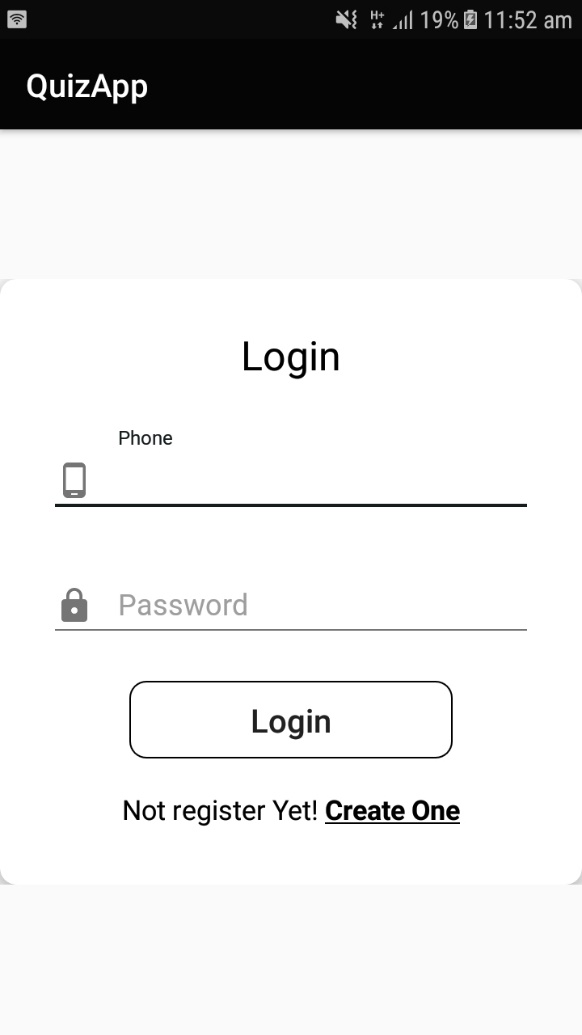 H+ 19% 11:52 am
QuizApp
Login
Phone
Password
Login
Not register Yet! Create One